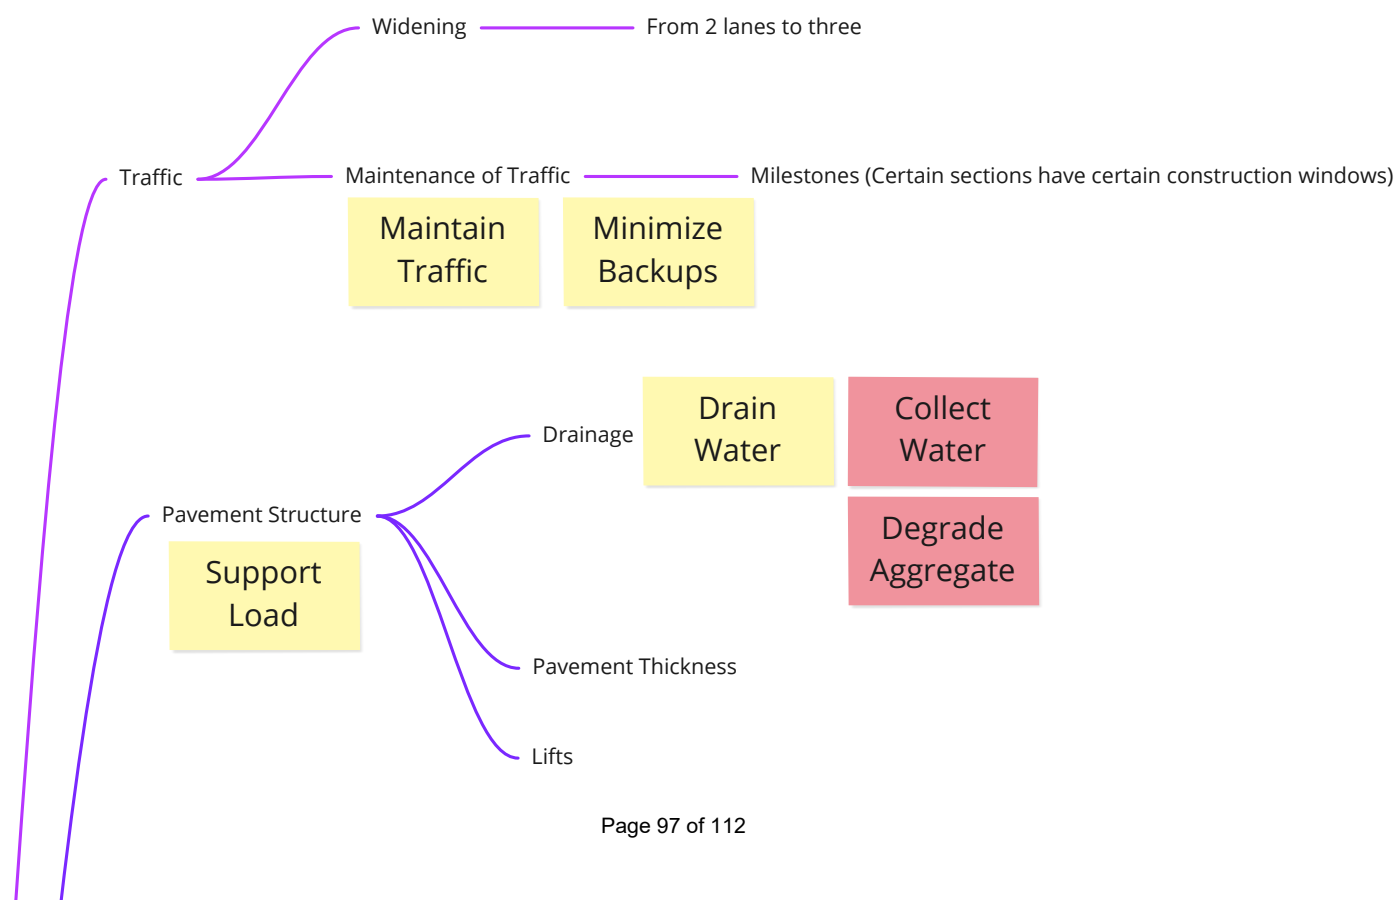 Widening
From 2 lanes to three
Traffic
Maintenance of Traffic
Milestones (Certain sections have certain construction windows)
Maintain
Traffic
Minimize
Backups
Drainage
Drain
Water
Collect
Water
Degrade
Aggregate
Pavement Structure
Support
Load
Pavement Thickness
Lifts
Page 97 of 112